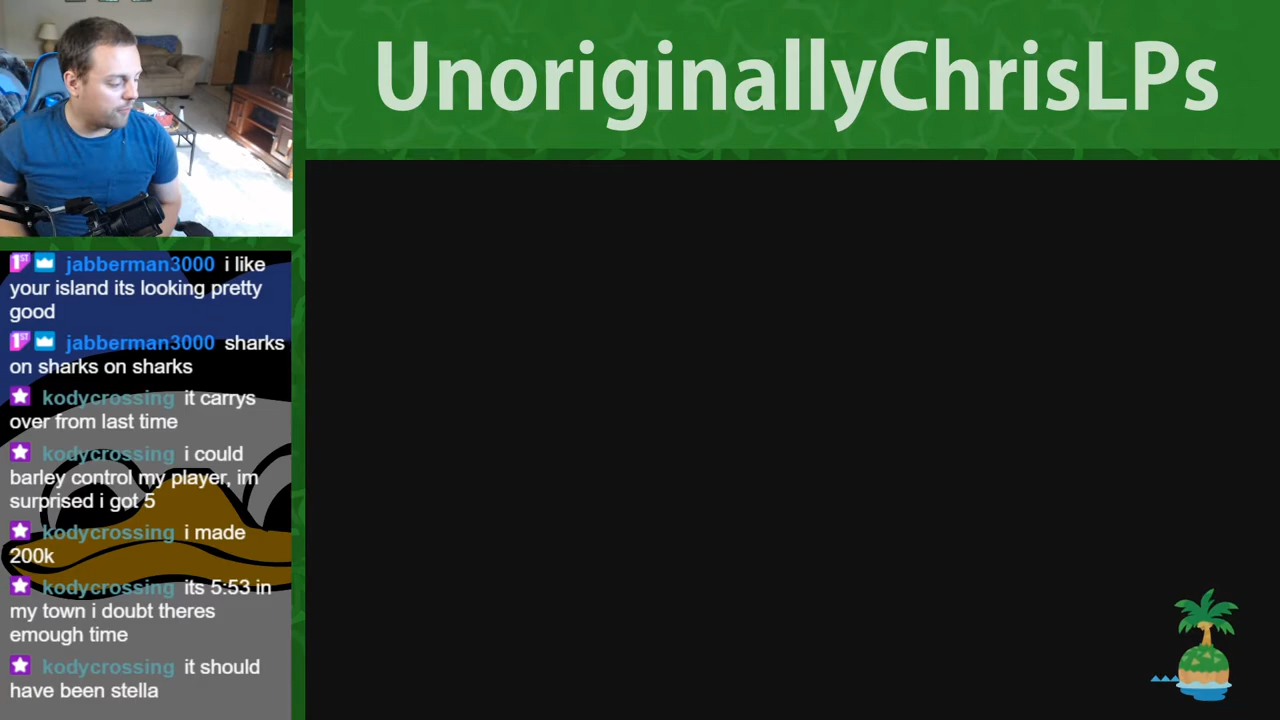 UnoriginallyChrisLPs
1ST jabberman3000 i like
your island its looking pretty
good
1ST jabberman3000 sharks
on sharks on sharks
kodycrossing it carrys
over from last time
kodycrossing i could
barley control my player, im
surprised i got 5
kodycrossing i made
200k
kodycrossing its 5:53 in
my town i doubt theres
emough time
kodycrossing it should
have been stella